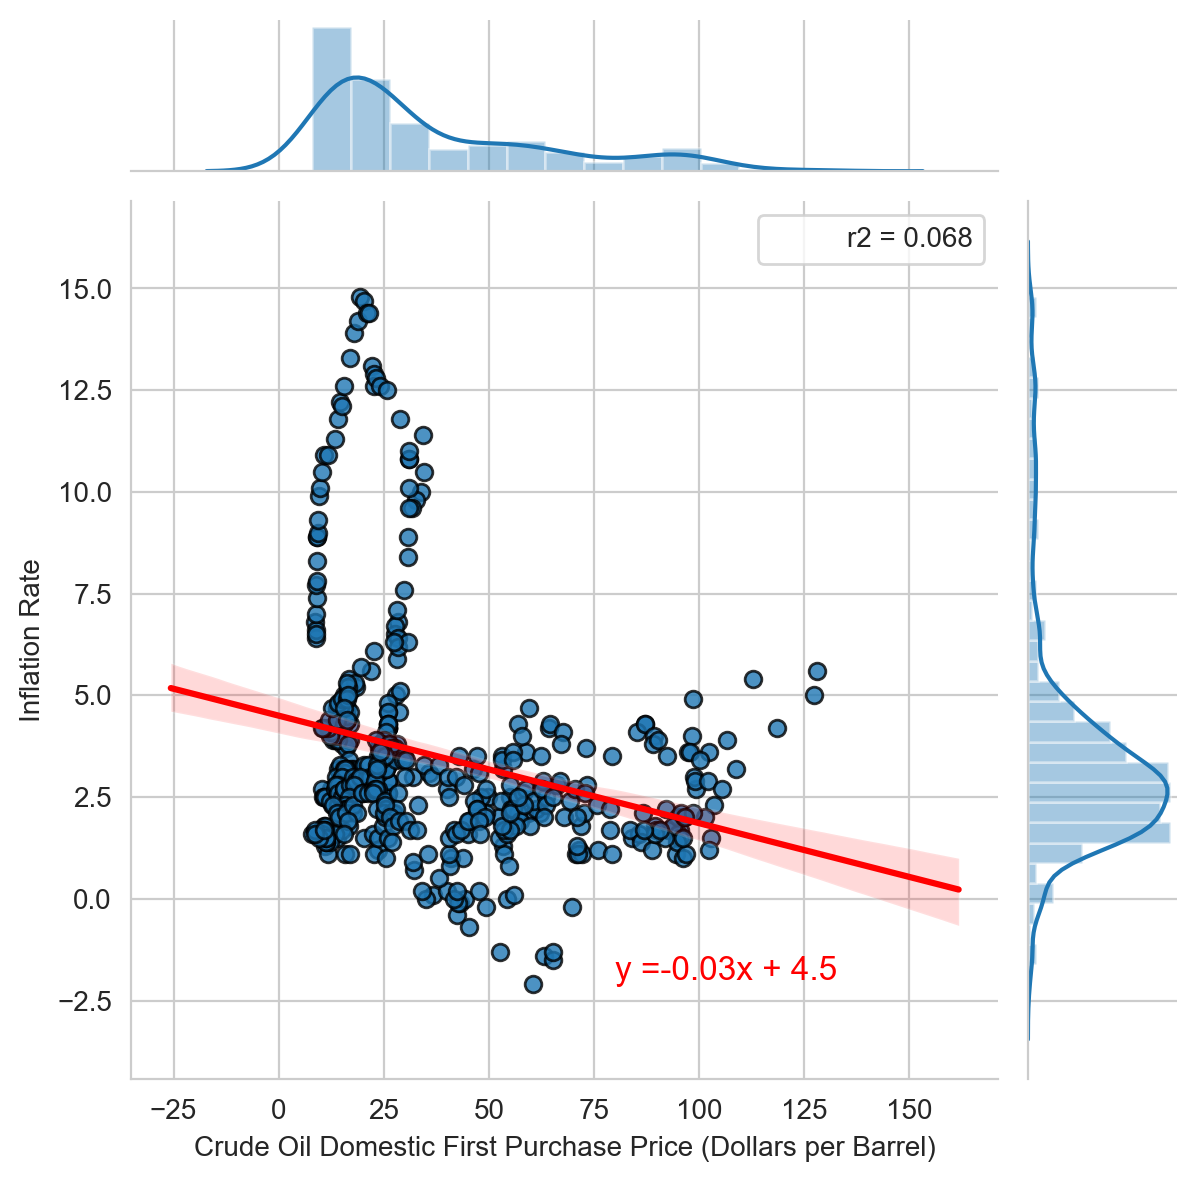 r2 = 0.068
15.0
12.5
10.0
7.5
5.0
2.5
0.0
−2.5
Inflation Rate
y =-0.03x + 4.5
−25 0 25 50 75 100 125 150
Crude Oil Domestic First Purchase Price (Dollars per Barrel)